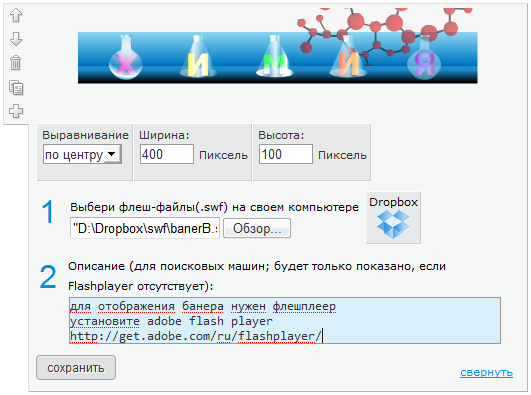 ХИМИЯ
Выравнивание
Ширина:
Высота:
по центру
400
Пиксель
100
Пиксель
1
Выбери флеш-файлы(.swf) на своем компьютере
Dropbox
"D:\Dropbox\swf\banerB.s
Обзор...
2
Описание (для поисковых машин; будет только показано, если
Flashplayer отсутствует):
для отображения банера нужен флешплеер
установите adobe flash player
http://get.adobe.com/ru/flashplayer/
сохранить
свернуть